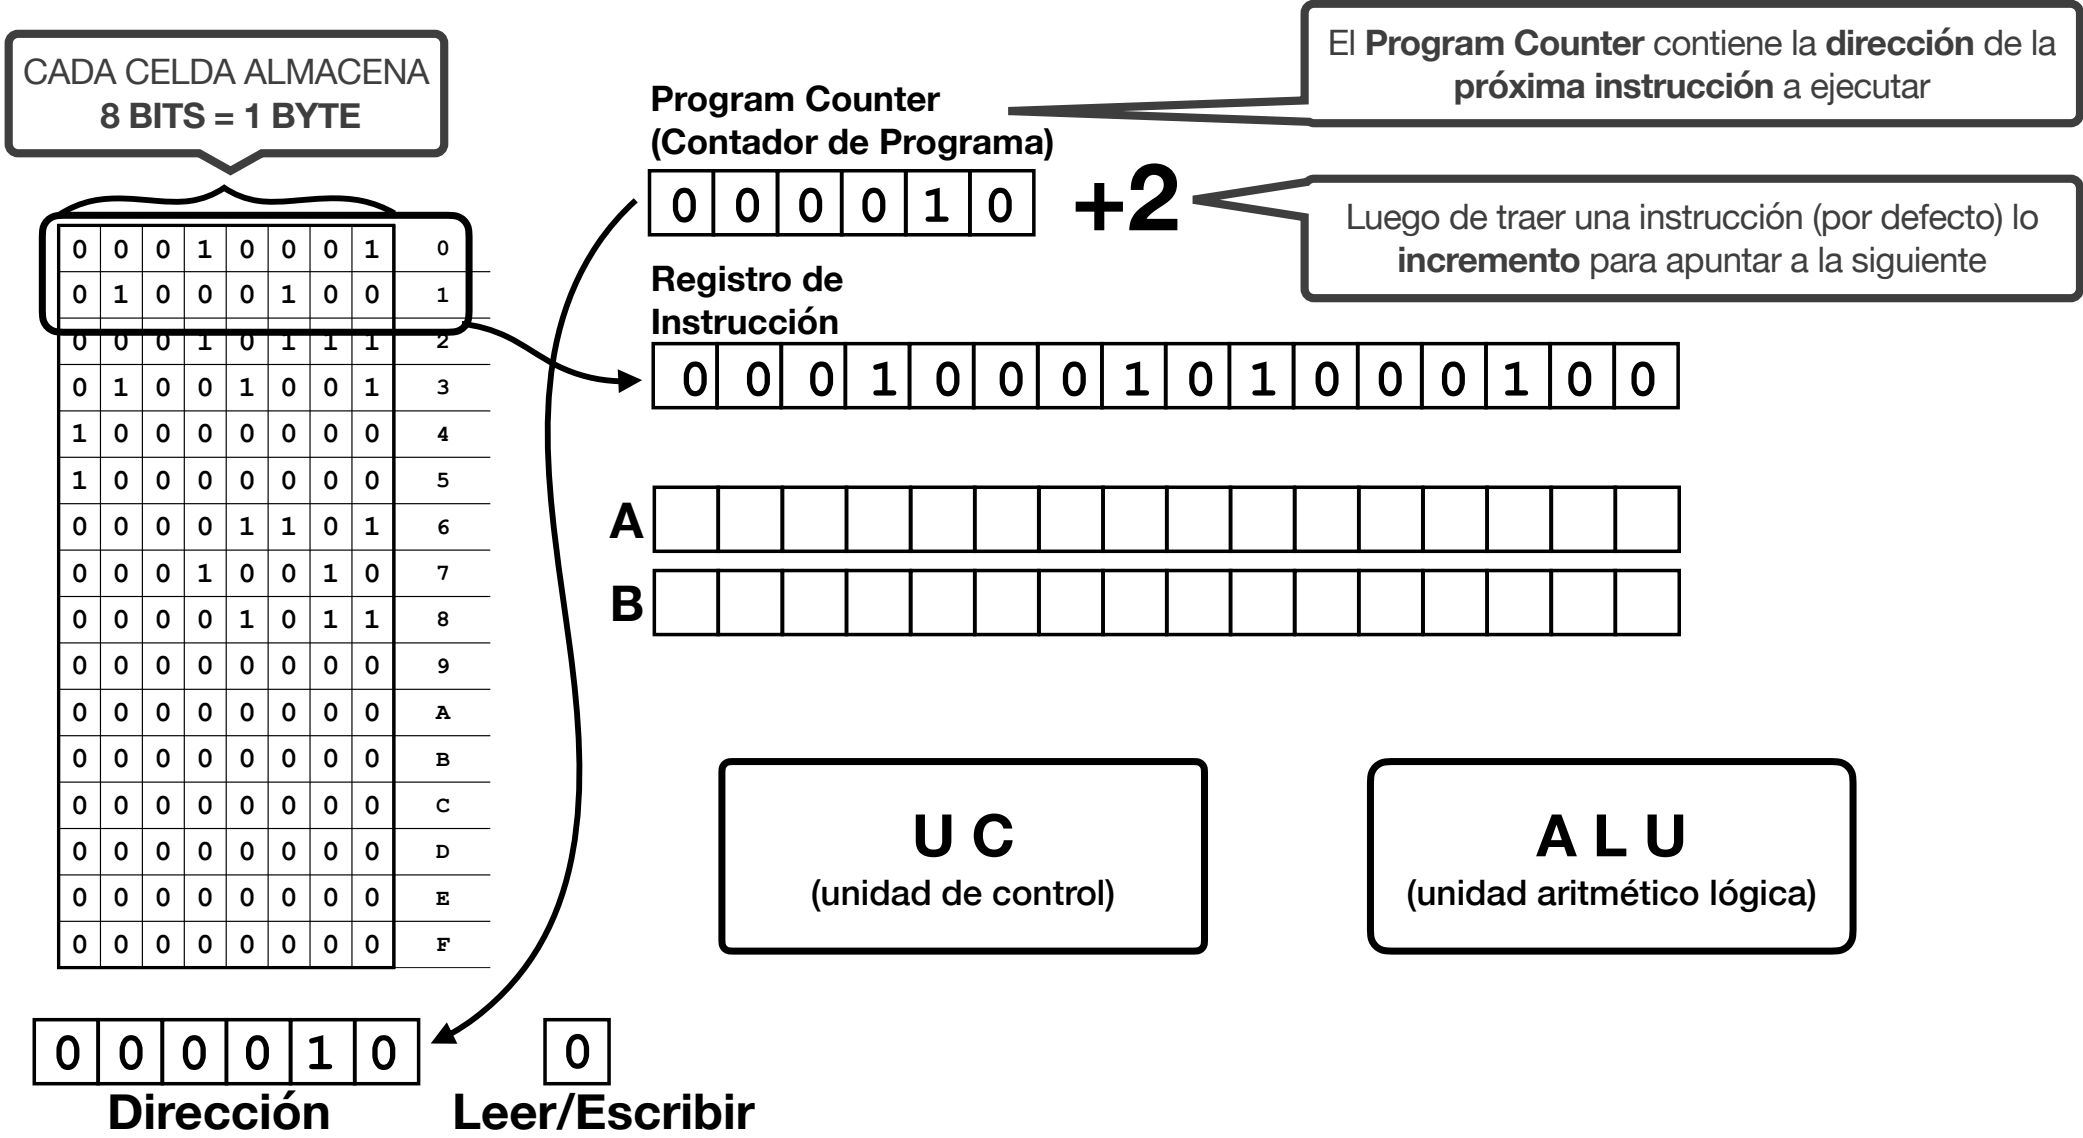 CADA CELDA ALMACENA
8 BITS = 1 BYTE
El Program Counter contiene la dirección de la
próxima instrucción a ejecutar
Program Counter
(Contador de Programa)
0 0 0 0 1 0 +2
Luego de traer una instrucción (por defecto) lo
incremento para apuntar a la siguiente
Registro de
Instrucción
0 0 0 1 0 0 0 1 0 1 0 0 0 1 0 0
0 0 0 1 0 0 0 1 0
0 1 0 0 0 1 0 0 1
0 0 0 1 0 1 1 1 2
0 1 0 0 1 0 0 1 3
1 0 0 0 0 0 0 0 4
1 0 0 0 0 0 0 0 5
0 0 0 0 1 1 0 1 6
0 0 0 1 0 0 1 0 7
0 0 0 0 1 0 1 1 8
0 0 0 0 0 0 0 0 9
0 0 0 0 0 0 0 0 A
0 0 0 0 0 0 0 0 B
0 0 0 0 0 0 0 0 C
0 0 0 0 0 0 0 0 D
0 0 0 0 0 0 0 0 E
0 0 0 0 0 0 0 0 F
A
B
U C
(unidad de control)
A L U
(unidad aritmético lógica)
0 0 0 0 1 0
Dirección
0
Leer/Escribir